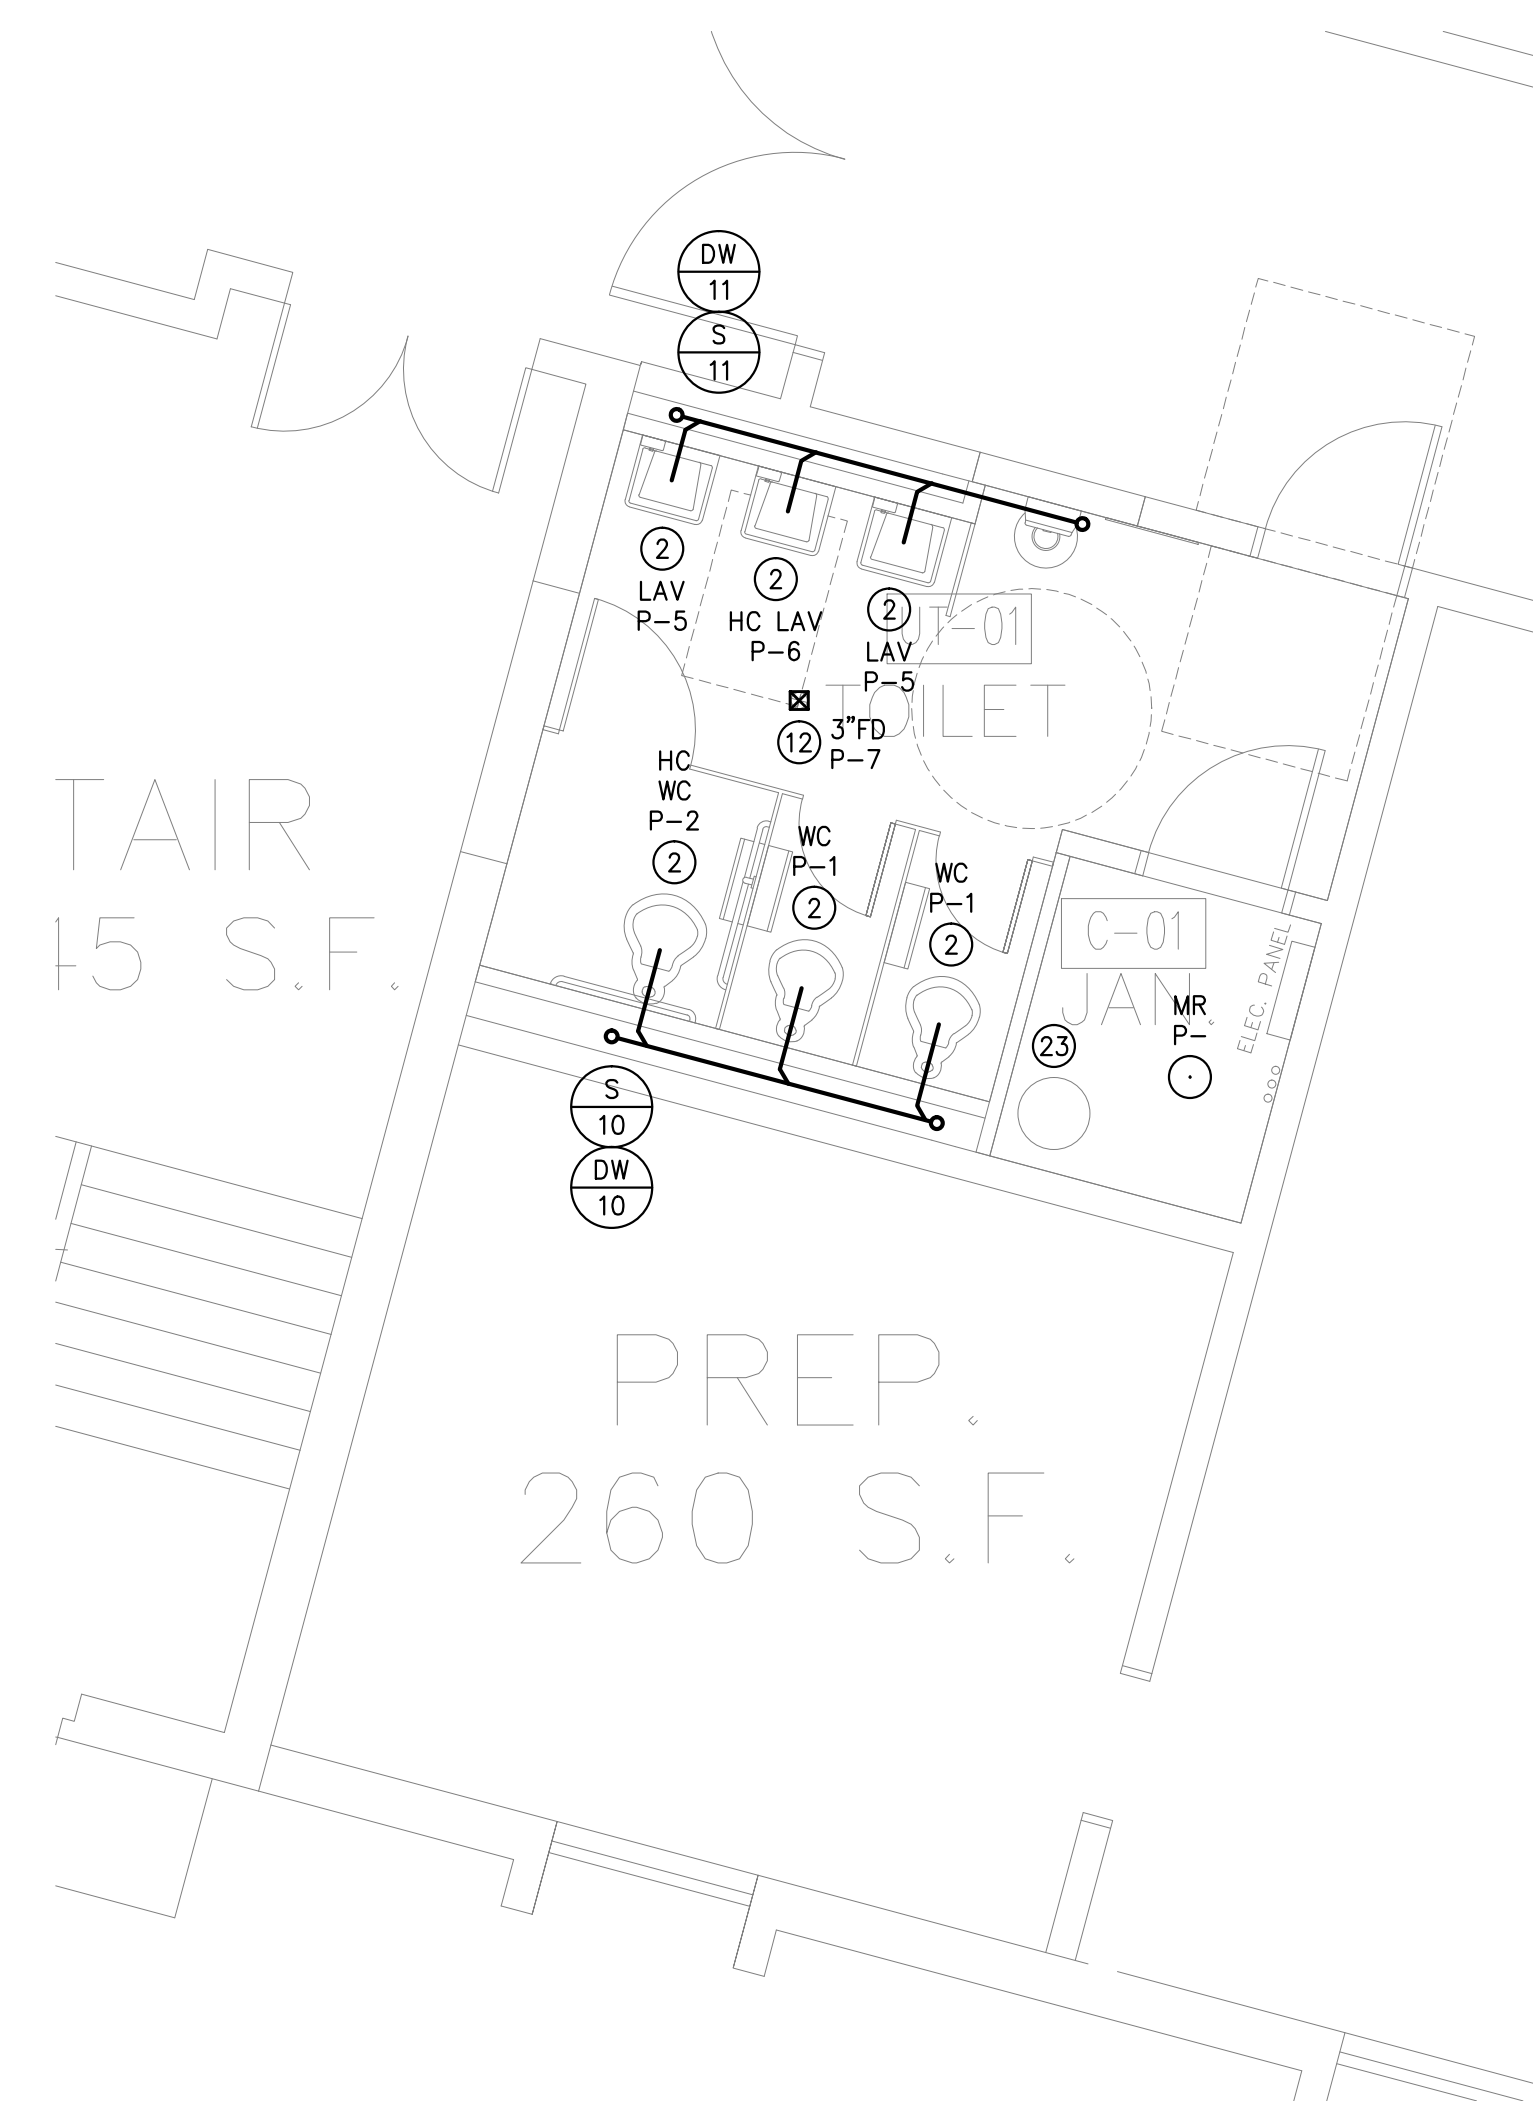 DW
11
S
11
2
LAV
P-5
2
HC LAV
P-6
2
LAV
P-5
UT-01
TOILET
12
3"FD
P-7
HC
WC
P-2
2
WC
P-1
2
WC
P-1
2
C-01
JAN.
MR
P-
23
ELEC. PANEL
TAIR
45 S.F.
S
10
DW
10
PREP.
260 S.F.